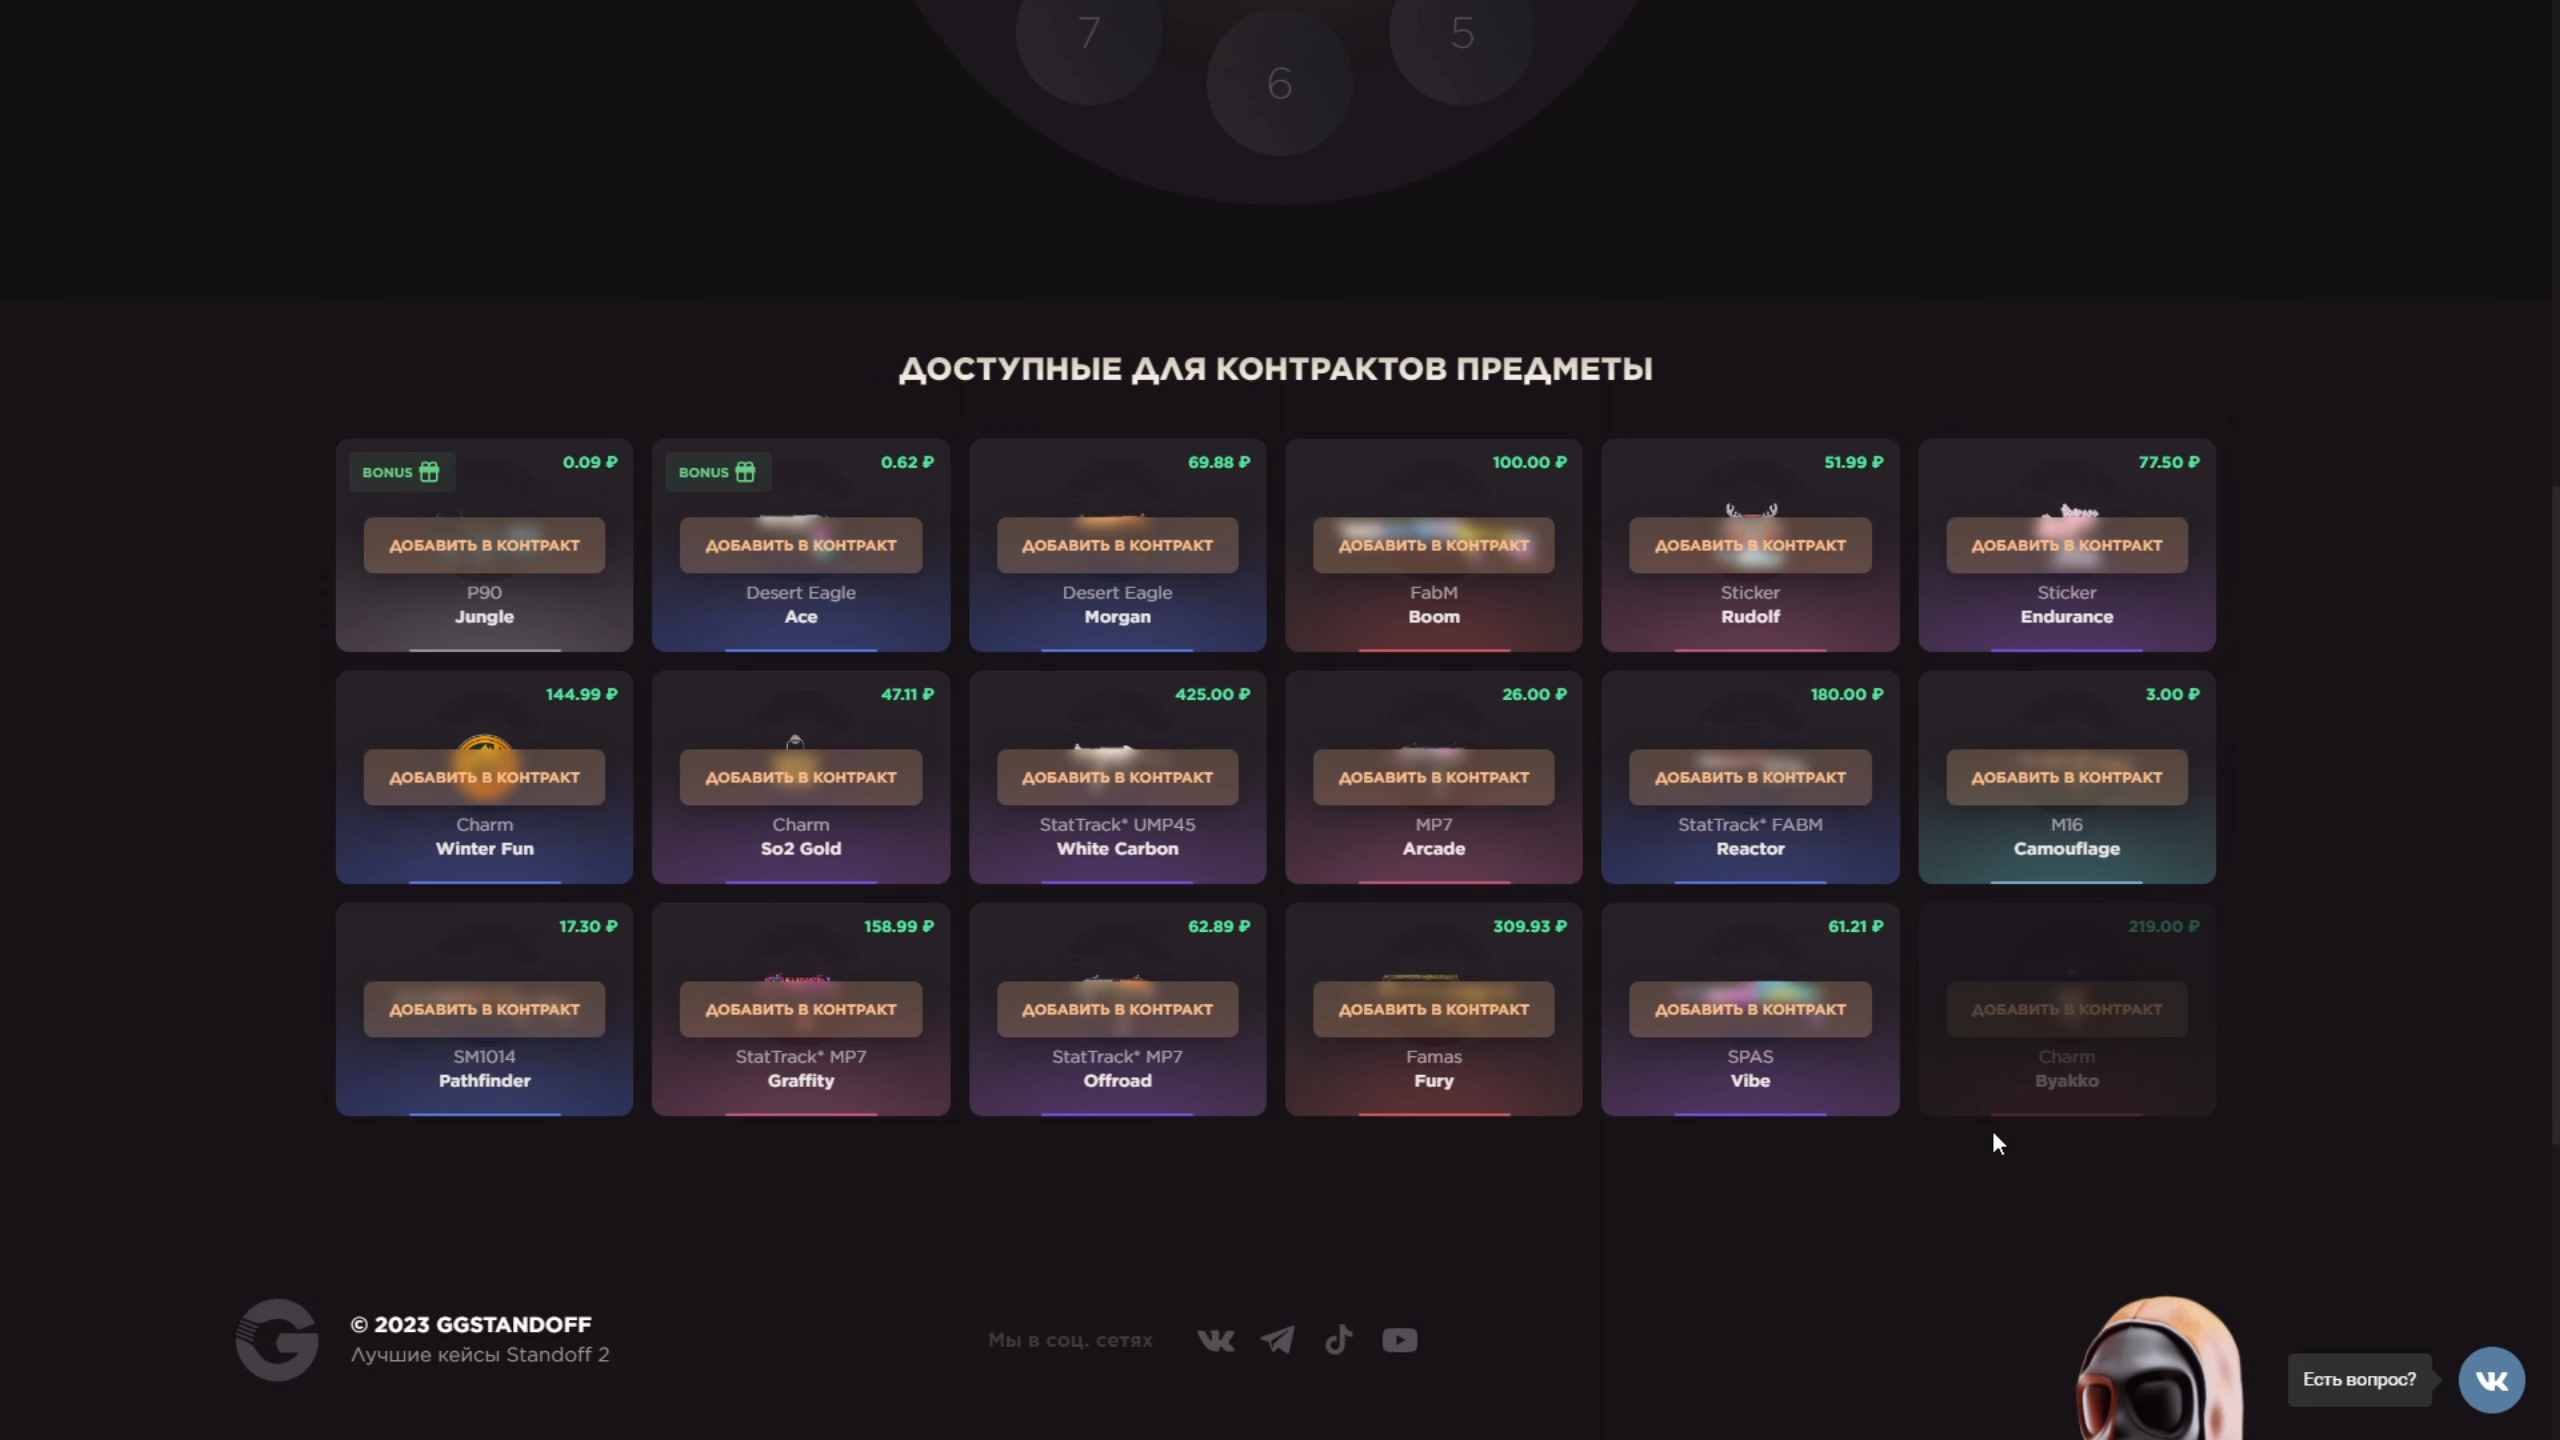 7
5
6
ДОСТУПНЫЕ ДЛЯ КОНТРАКТОВ ПРЕДМЕТЫ
BONUS
0.09 ₽
ДОБАВИТЬ В КОНТРАКТ
P90
Jungle
BONUS
0.62 ₽
ДОБАВИТЬ В КОНТРАКТ
Desert Eagle
Ace
69.88 ₽
ДОБАВИТЬ В КОНТРАКТ
Desert Eagle
Morgan
100.00 ₽
ДОБАВИТЬ В КОНТРАКТ
FabM
Boom
51.99 ₽
ДОБАВИТЬ В КОНТРАКТ
Sticker
Rudolf
77.50 ₽
ДОБАВИТЬ В КОНТРАКТ
Sticker
Endurance
144.99 ₽
ДОБАВИТЬ В КОНТРАКТ
Charm
Winter Fun
47.11 ₽
ДОБАВИТЬ В КОНТРАКТ
Charm
So2 Gold
425.00 ₽
ДОБАВИТЬ В КОНТРАКТ
StatTrack* UMP45
White Carbon
26.00 ₽
ДОБАВИТЬ В КОНТРАКТ
MP7
Arcade
180.00 ₽
ДОБАВИТЬ В КОНТРАКТ
StatTrack* FABM
Reactor
3.00 ₽
ДОБАВИТЬ В КОНТРАКТ
M16
Camouflage
17.30 ₽
ДОБАВИТЬ В КОНТРАКТ
SM1014
Pathfinder
158.99 ₽
ДОБАВИТЬ В КОНТРАКТ
StatTrack* MP7
Graffity
62.89 ₽
ДОБАВИТЬ В КОНТРАКТ
StatTrack* MP7
Offroad
309.93 ₽
ДОБАВИТЬ В КОНТРАКТ
Famas
Fury
61.21 ₽
ДОБАВИТЬ В КОНТРАКТ
SPAS
Vibe
219.00 ₽
ДОБАВИТЬ В КОНТРАКТ
Charm
Byakko
© 2023 GGSTANDOFF
Лучшие кейсы Standoff 2
Мы в соц. сетях
Есть вопрос?